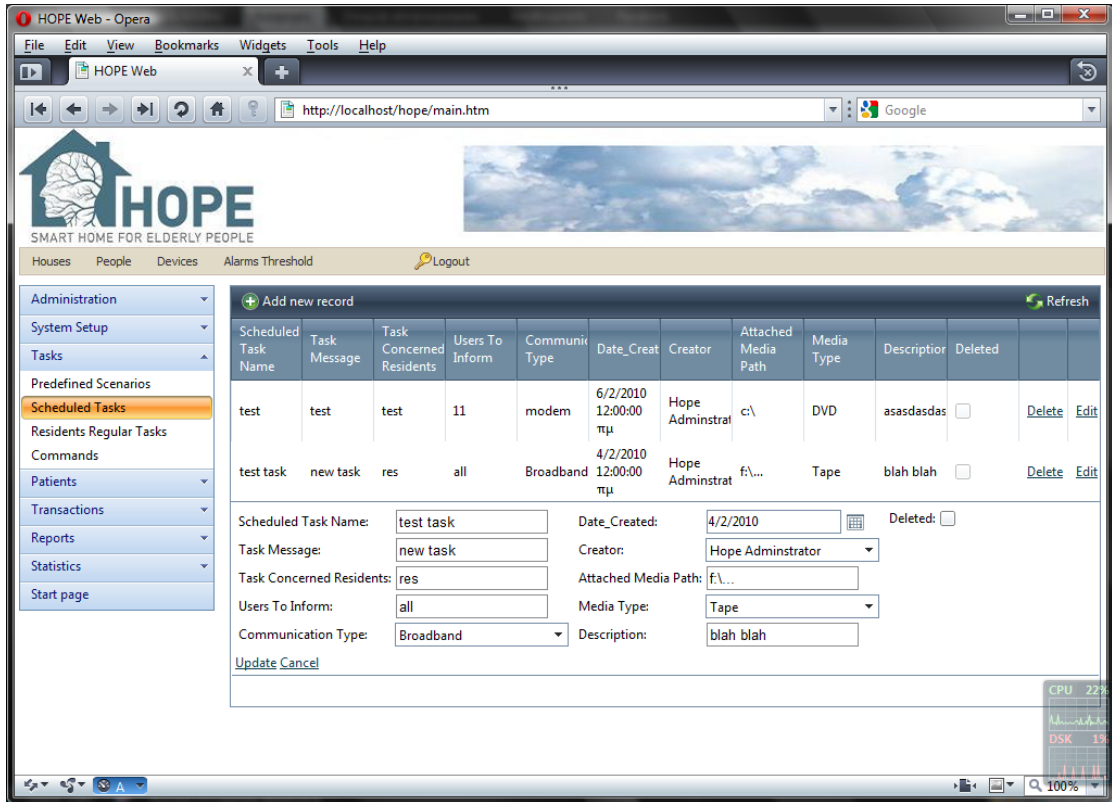 HOPE Web - Opera
File Edit View Bookmarks Widgets Tools Help
HOPE Web
http://localhost/hope/main.htm
Google
HOPE
SMART HOME FOR ELDERLY PEOPLE
Houses People Devices Alarms Threshold Logout
Administration
System Setup
Tasks
Predefined Scenarios
Scheduled Tasks
Residents Regular Tasks
Commands
Patients
Transactions
Reports
Statistics
Start page
Add new record Refresh
Scheduled Task Name Task Message Task Concerned Residents Users To Inform Communic Type Date_Creat Creator Attached Media Path Media Type Description Deleted
test test test 11 modem 6/2/2010 12:00:00 πμ Hope Adminstrat c:\ DVD asasdasdas Delete Edit
test task new task res all Broadband 4/2/2010 12:00:00 πμ Hope Adminstrat f:\... Tape blah blah Delete Edit
Scheduled Task Name: test task Date_Created: 4/2/2010 Deleted:
Task Message: new task Creator: Hope Adminstrator
Task Concerned Residents: res Attached Media Path: f:\...
Users To Inform: all Media Type: Tape
Communication Type: Broadband Description: blah blah
Update Cancel
CPU 22%
DSK 1%
A
100%